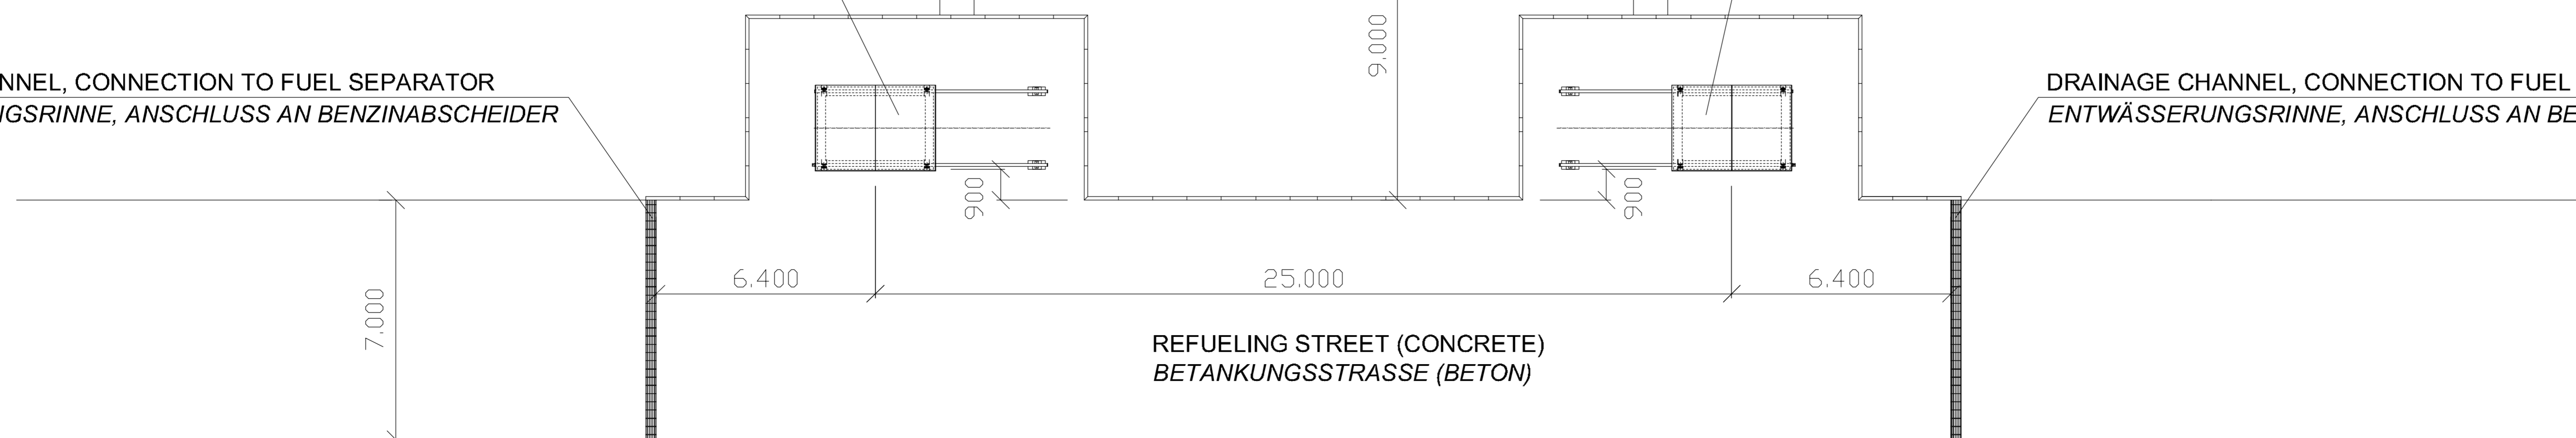 NNEL, CONNECTION TO FUEL SEPARATOR
NGSRINNE, ANSCHLUSS AN BENZINABSCHEIDER
9.000
DRAINAGE CHANNEL, CONNECTION TO FUEL
ENTWÄSSERUNGSRINNE, ANSCHLUSS AN BE
900
900
6.400
25.000
6.400
7.000
REFUELING STREET (CONCRETE)
BETANKUNGSSTRASSE (BETON)